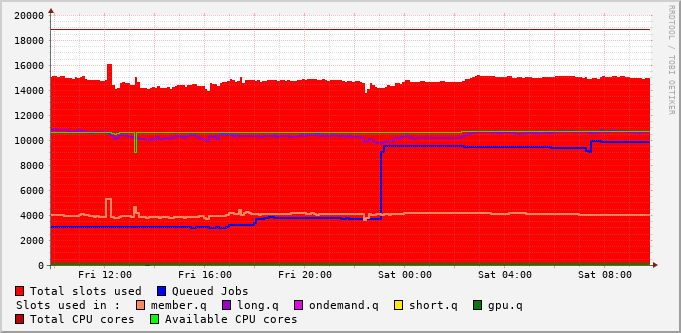 20000
18000
16000
14000
12000
10000
8000
6000
4000
2000
0
Fri 12:00 Fri 16:00 Fri 20:00 Sat 00:00 Sat 04:00 Sat 08:00
Total slots used Queued Jobs
Slots used in : member.q long.q ondemand.q short.q gpu.q
Total CPU cores Available CPU cores
RRDTOOL / TOBI OETIKER